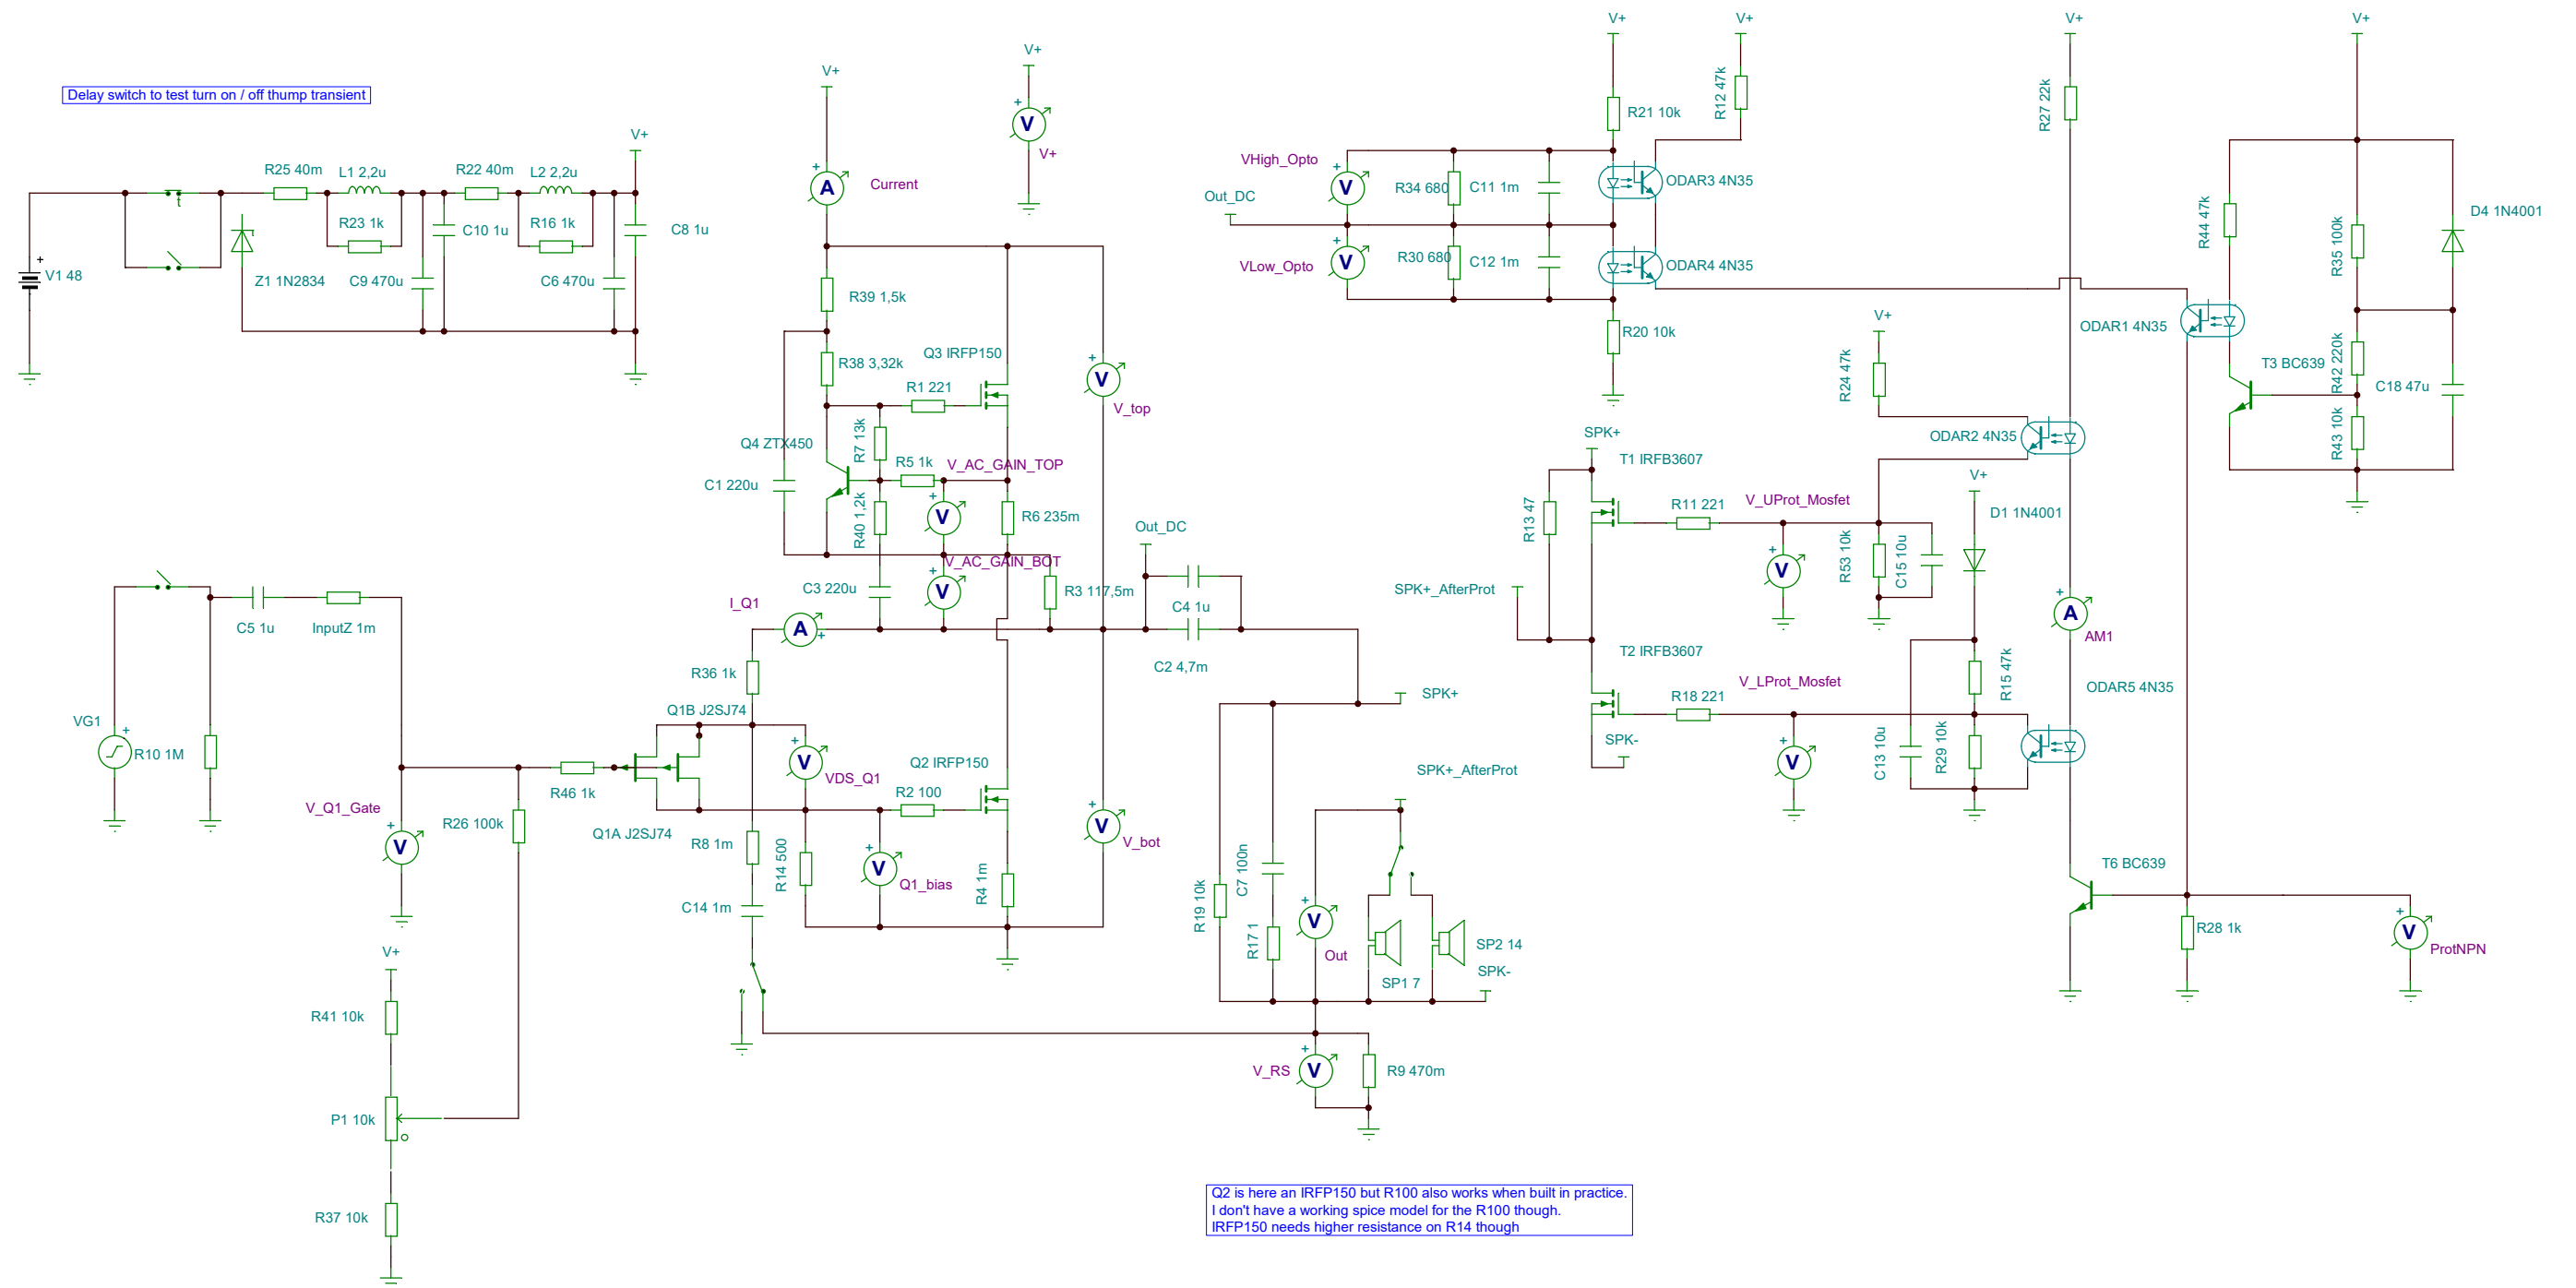 Delay switch to test turn on / off thump transient
V1 48
+
R25 40m
L1 2,2u
R23 1k
R22 40m
L2 2,2u
R16 1k
V+
C10 1u
C8 1u
Z1 1N2834
C9 470u
C6 470u
t
V+
+
A
Current
V+
+
V
V+
R39 1,5k
R38 3,32k
Q3 IRFP150
R1 221
+
V
V_top
Q4 ZTX450
R7 13k
R5 1k
V_AC_GAIN_TOP
C1 220u
R40 1,2k
+
V
R6 235m
V_AC_GAIN_BOT
C3 220u
+
V
R3 117,5m
Out_DC
C4 1u
C2 4,7m
I_Q1
A
+
R36 1k
C5 1u
InputZ 1m
VG1
+
R10 1M
Q1B J2SJ74
+
V
VDS_Q1
Q2 IRFP150
R2 100
R46 1k
Q1A J2SJ74
V_Q1_Gate
+
V
R26 100k
R8 1m
R14 500
+
V
Q1_bias
R4 1m
+
V
V_bot
C14 1m
V+
R41 10k
P1 10k
R37 10k
SPK+
SPK+_AfterProt
R19 10k
C7 100n
R17 1
+
V
Out
SP2 14
SPK-
SP1 7
V_RS
+
V
R9 470m
V+
V+
R21 10k
R12 47k
VHigh_Opto
+
V
R34 680
C11 1m
ODAR3 4N35
Out_DC
VLow_Opto
+
V
R30 680
C12 1m
ODAR4 4N35
R20 10k
V+
R27 22k
V+
R44 47k
R35 100k
D4 1N4001
ODAR1 4N35
T3 BC639
R42 220k
C18 47u
R43 10k
V+
R24 47k
ODAR2 4N35
SPK+
T1 IRFB3607
R13 47
R11 221
V_UProt_Mosfet
+
V
R53 10k
C15 10u
V+
D1 1N4001
SPK+_AfterProt
+
A
AM1
T2 IRFB3607
R18 221
V_LProt_Mosfet
R15 47k
ODAR5 4N35
SPK-
+
V
C13 10u
R29 10k
T6 BC639
R28 1k
+
V
ProtNPN
Q2 is here an IRFP150 but R100 also works when built in practice.
I don't have a working spice model for the R100 though.
IRFP150 needs higher resistance on R14 though